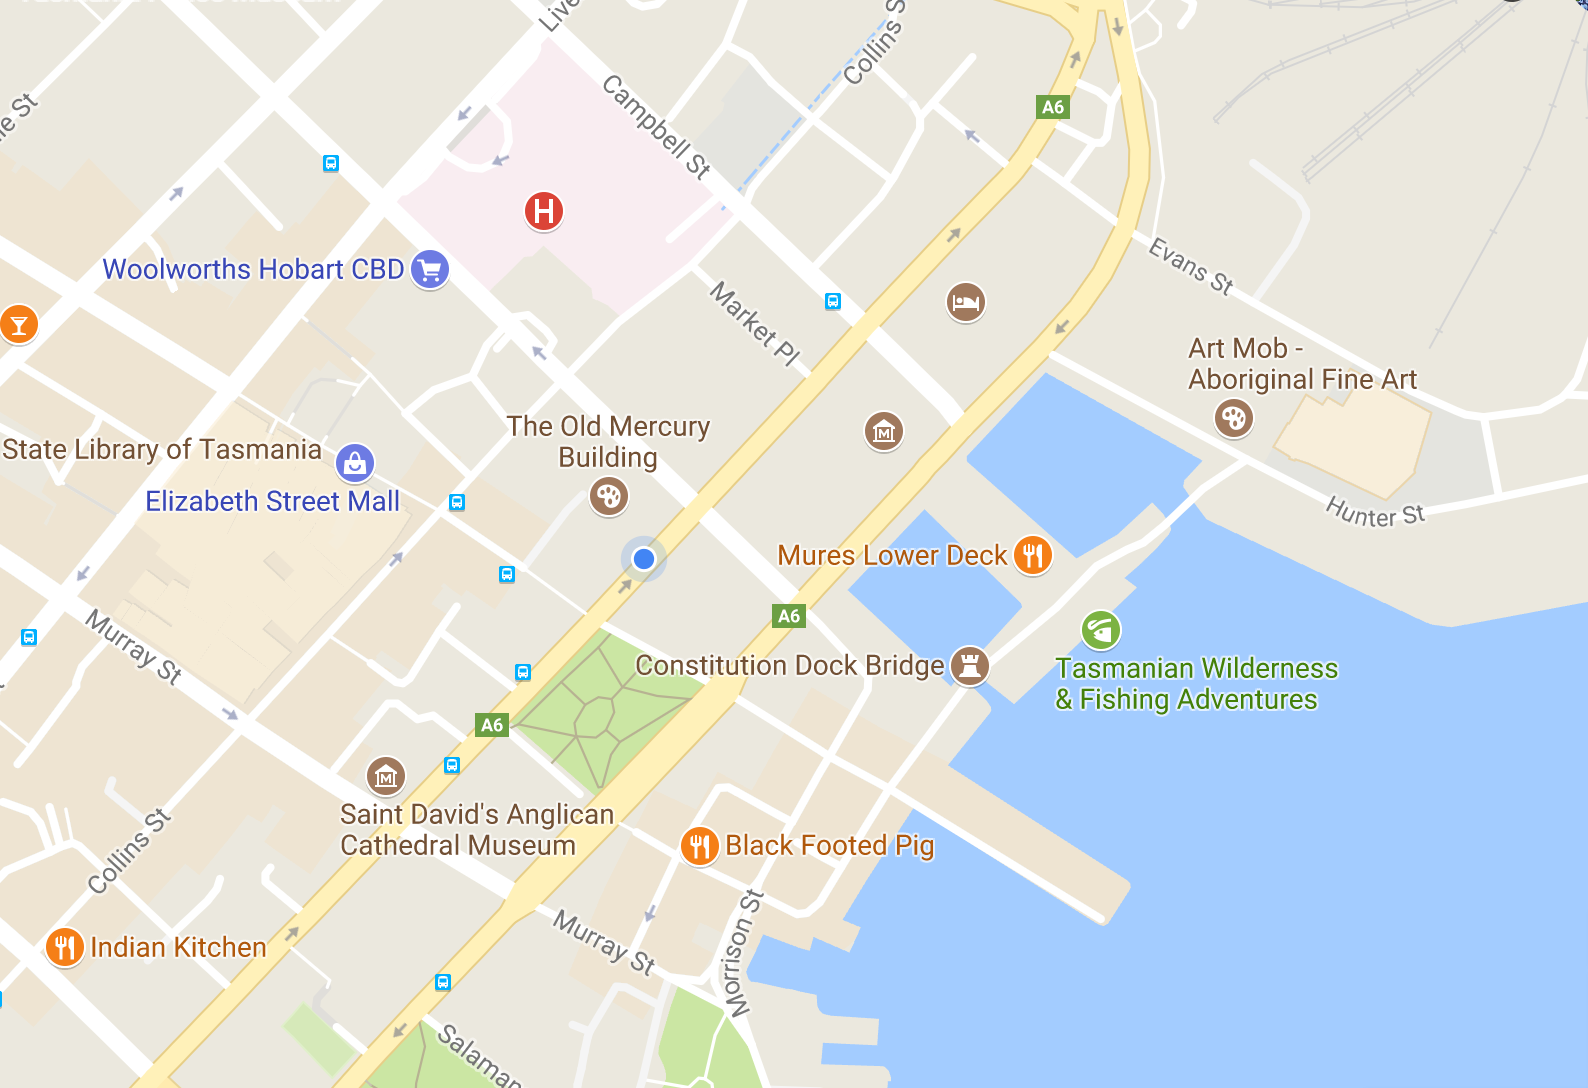 Collins S
Campbell St
A6
Evans St
Woolworths Hobart CBD
Market Pl
Art Mob -
Aboriginal Fine Art
The Old Mercury
Building
State Library of Tasmania
Elizabeth Street Mall
Hunter St
Mures Lower Deck
A6
Murray St
Constitution Dock Bridge
Tasmanian Wilderness
& Fishing Adventures
A6
Saint David's Anglican
Cathedral Museum
Collins St
Black Footed Pig
Indian Kitchen
Murray St
Morrison St
H